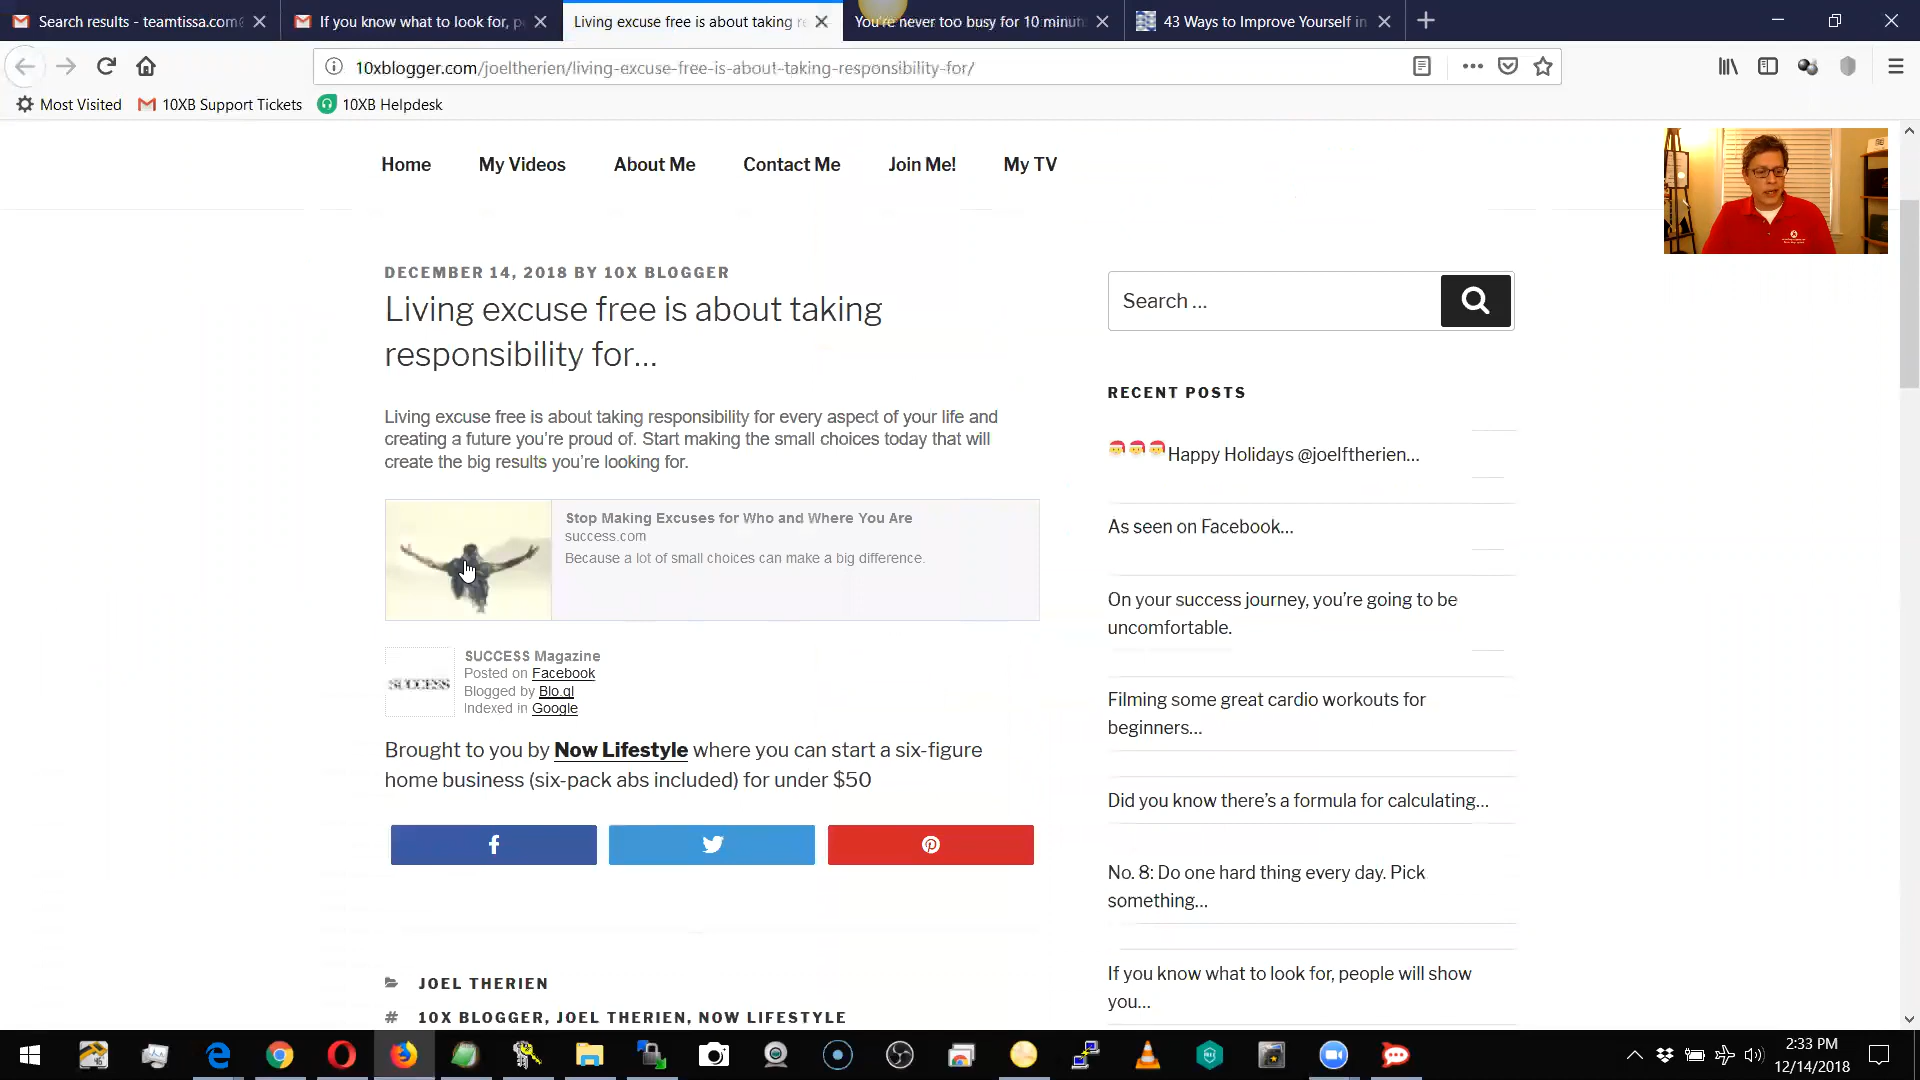 Search results - teamtissa.com@
If you know what to look for, pe
Living excuse free is about taking re
You're never too busy for 10 minut
43 Ways to Improve Yourself in
10xblogger.com/joeltherien/living-excuse-free-is-about-taking-responsibility-for/
Most Visited
10XB Support Tickets
10XB Helpdesk
Home
My Videos
About Me
Contact Me
Join Me!
My TV
DECEMBER 14, 2018 BY 10X BLOGGER
Living excuse free is about taking
responsibility for...
Living excuse free is about taking responsibility for every aspect of your life and
creating a future you're proud of. Start making the small choices today that will
create the big results you're looking for.
Stop Making Excuses for Who and Where You Are
success.com
Because a lot of small choices can make a big difference.
SUCCESS
SUCCESS Magazine
Posted on Facebook
Blogged by Blo.gl
Indexed in Google
Brought to you by Now Lifestyle where you can start a six-figure
home business (six-pack abs included) for under $50
JOEL THERIEN
# 10X BLOGGER, JOEL THERIEN, NOW LIFESTYLE
Search ...
RECENT POSTS
🎅🎅🎅Happy Holidays @joelftherien...
As seen on Facebook...
On your success journey, you're going to be
uncomfortable.
Filming some great cardio workouts for
beginners...
Did you know there's a formula for calculating...
No. 8: Do one hard thing every day. Pick
something...
If you know what to look for, people will show
you...
2:33 PM
12/14/2018